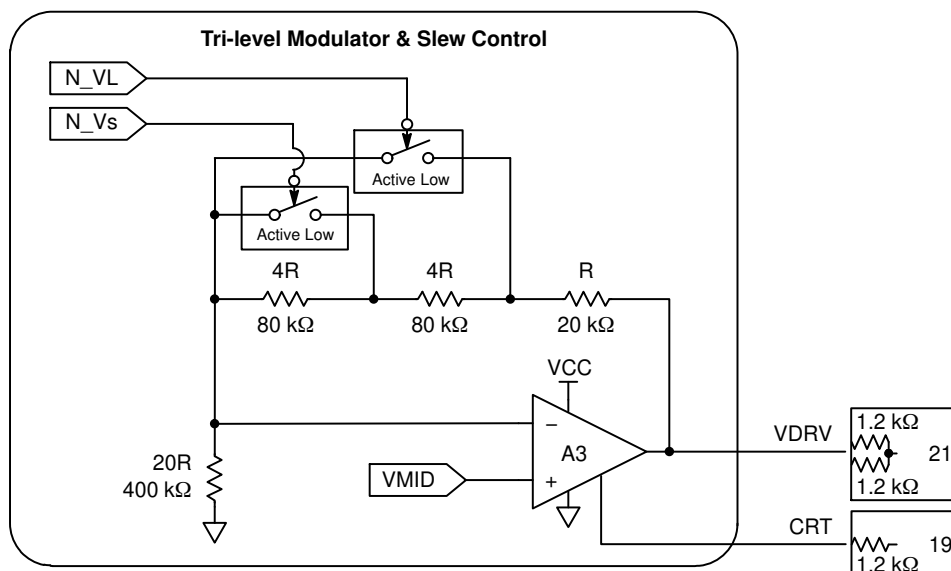 Tri-level Modulator & Slew Control
N_VL
N_Vs
Active Low
Active Low
4R
4R
R
80 kΩ
80 kΩ
20 kΩ
VCC
−
A3
+
VMID
20R
400 kΩ
VDRV
1.2 kΩ
21
1.2 kΩ
CRT
19
1.2 kΩ